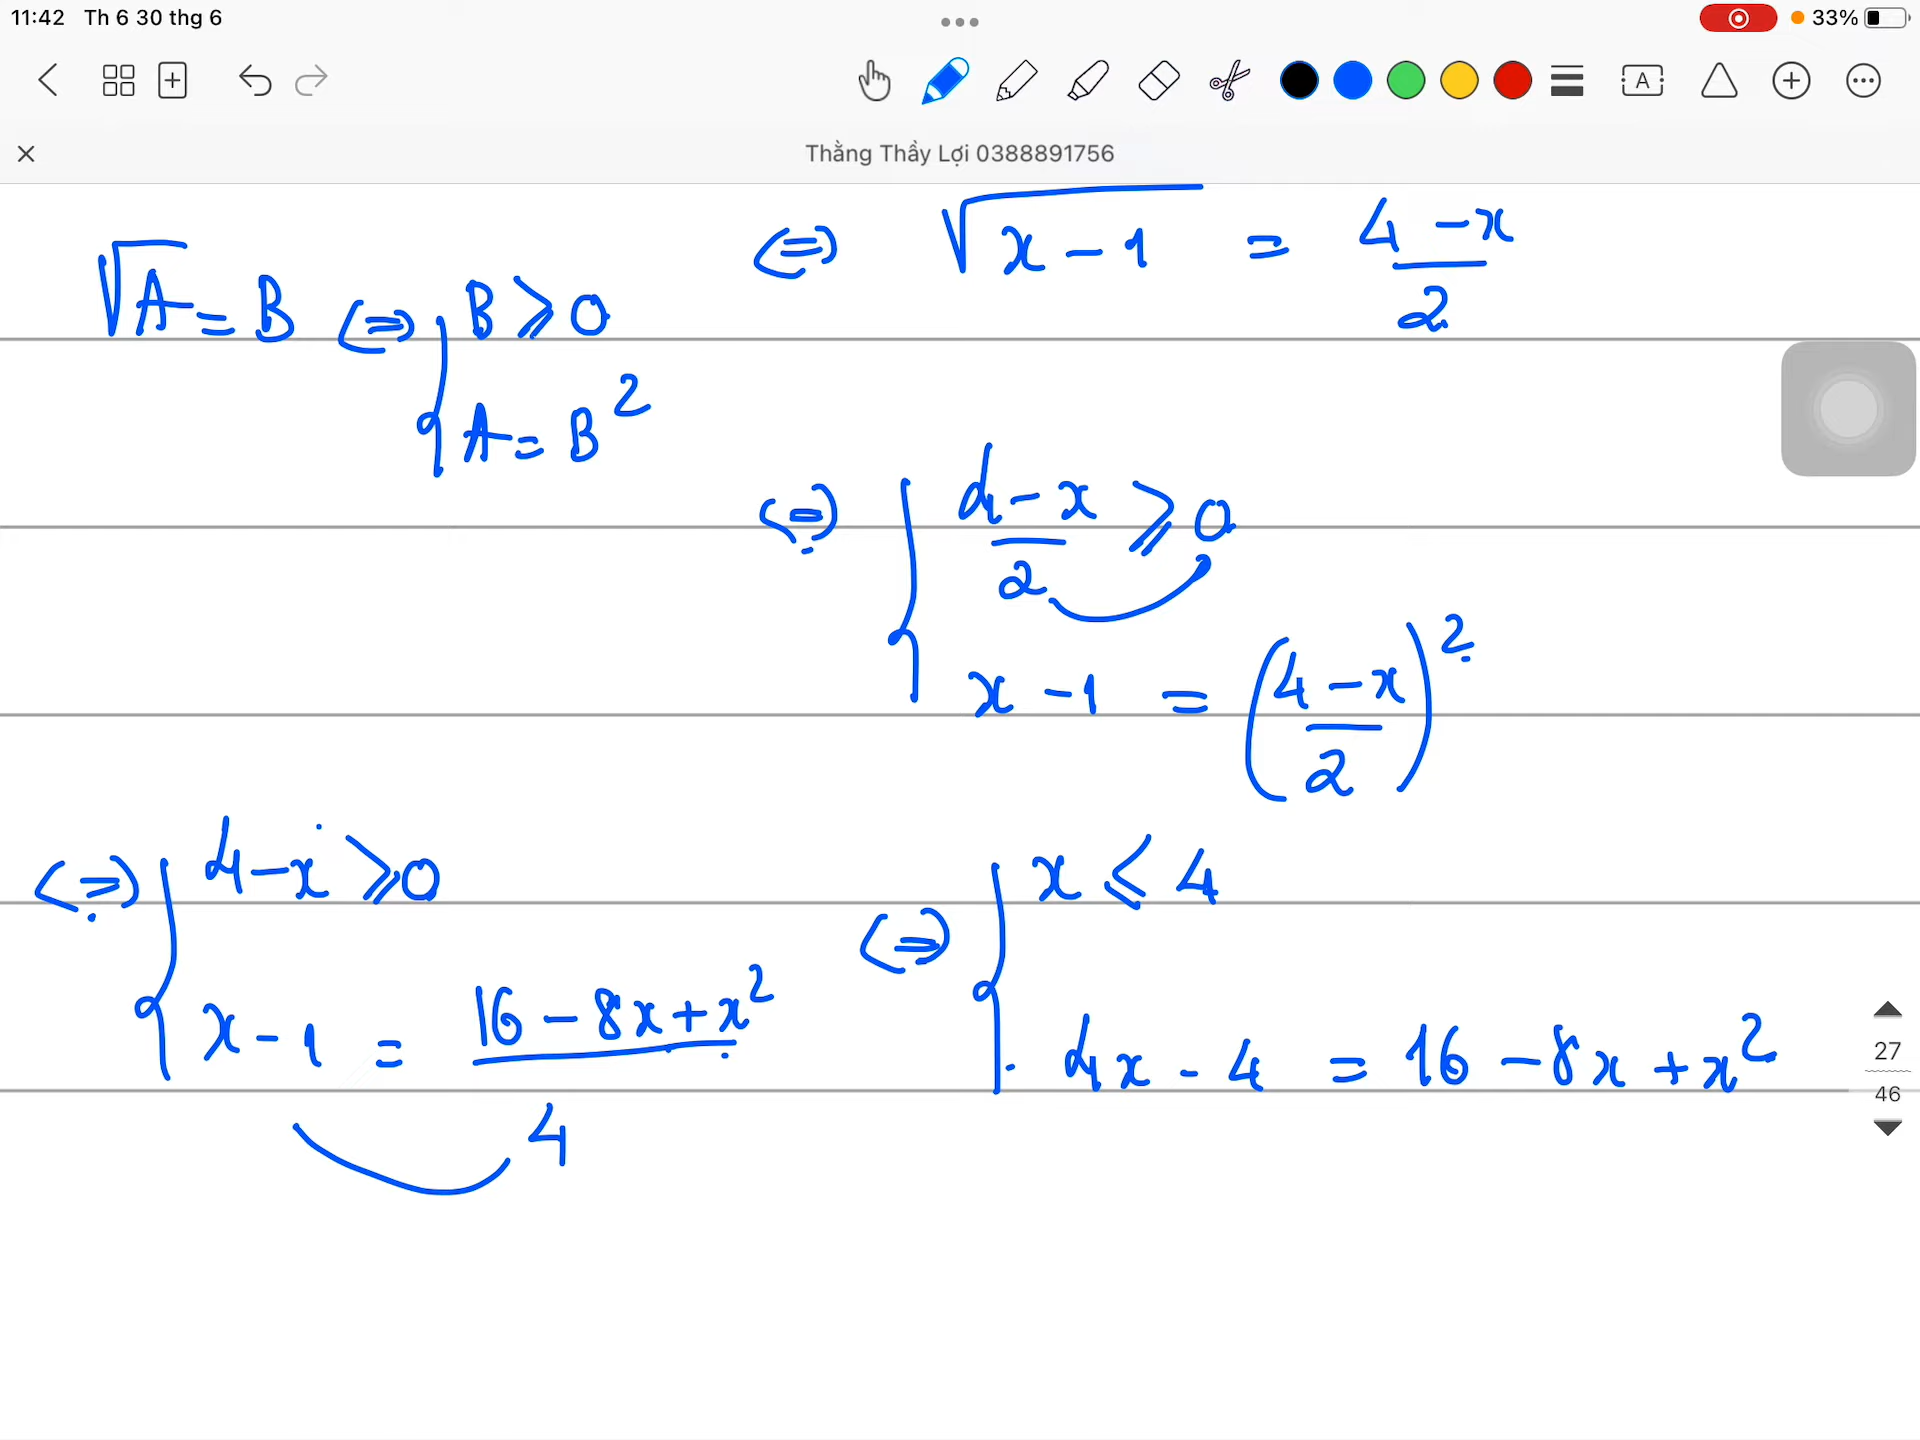 11:42 Th 6 30 thg 6
33%
A
Thằng Thầy Lợi 0388891756
√A = B ⇔ { B ⩾ 0
A = B²
⇔ √(x - 1) = (4 - x)/2
⇔ { (4 - x)/2 ⩾ 0
x - 1 = ((4 - x)/2)²
⇔ { 4 - x ⩾ 0
x - 1 = (16 - 8x + x²)/4
⇔ { x ⩽ 4
4x - 4 = 16 - 8x + x²
27
46